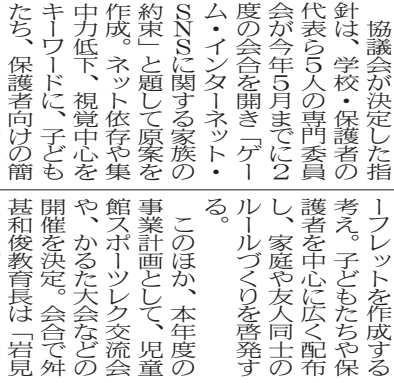 協議会が決定した指
針は、学校・保護者の
代表ら５人の専門委員
会が今年５月までに２
度の会合を開き「ゲー
ム・インターネット・
ＳＮＳに関する家族の
約束」と題して原案を
作成。ネット依存や集
中力低下、視覚中心を
キーワードに、子ども
たち、保護者向けの簡
ーフレットを作成する
考え。子どもたちや保
護者を中心に広く配布
し、家庭や友人同士の
ルールづくりを啓発す
る。
　このほか、本年度の
事業計画として、児童
館スポーツレク交流会
や、かるた大会などの
開催を決定。会合で舛
甚和俊教育長は「岩見